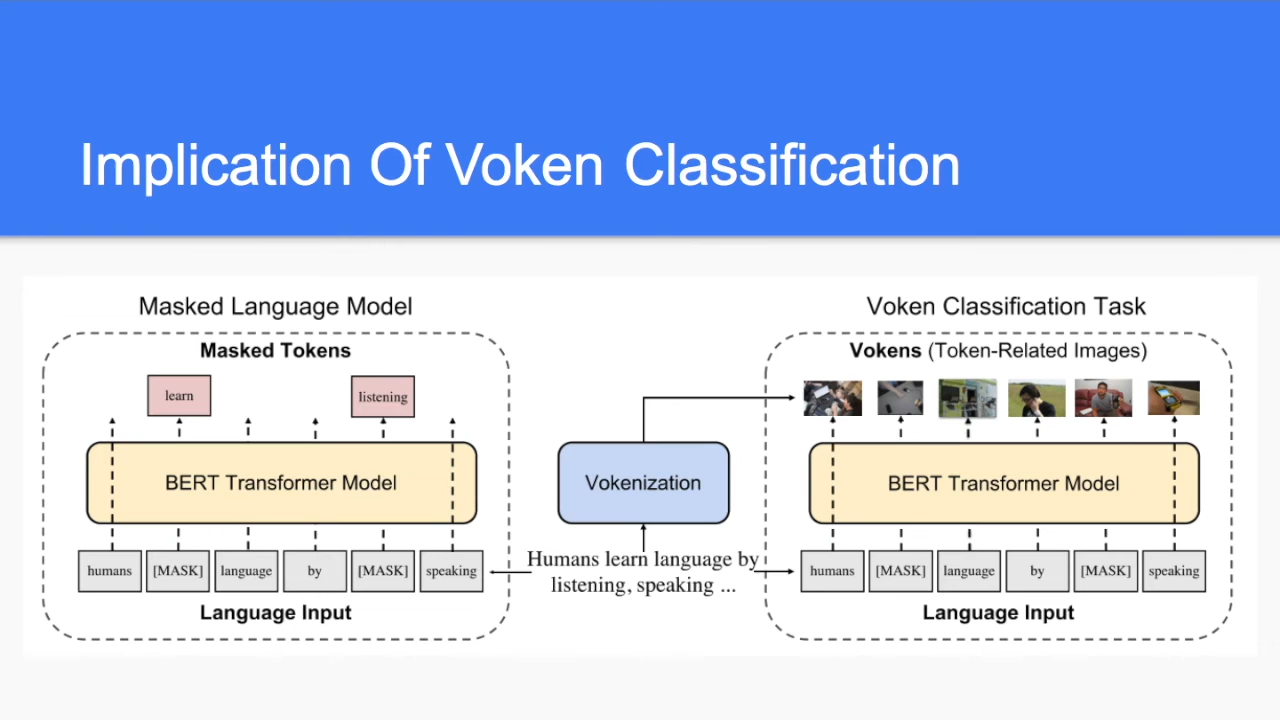 Implication Of Voken Classification
Masked Language Model
Masked Tokens
learn
listening
BERT Transformer Model
humans
[MASK]
language
by
[MASK]
speaking
Language Input
Vokenization
Humans learn language by
listening, speaking ...
Voken Classification Task
Vokens (Token-Related Images)
BERT Transformer Model
humans
[MASK]
language
by
[MASK]
speaking
Language Input